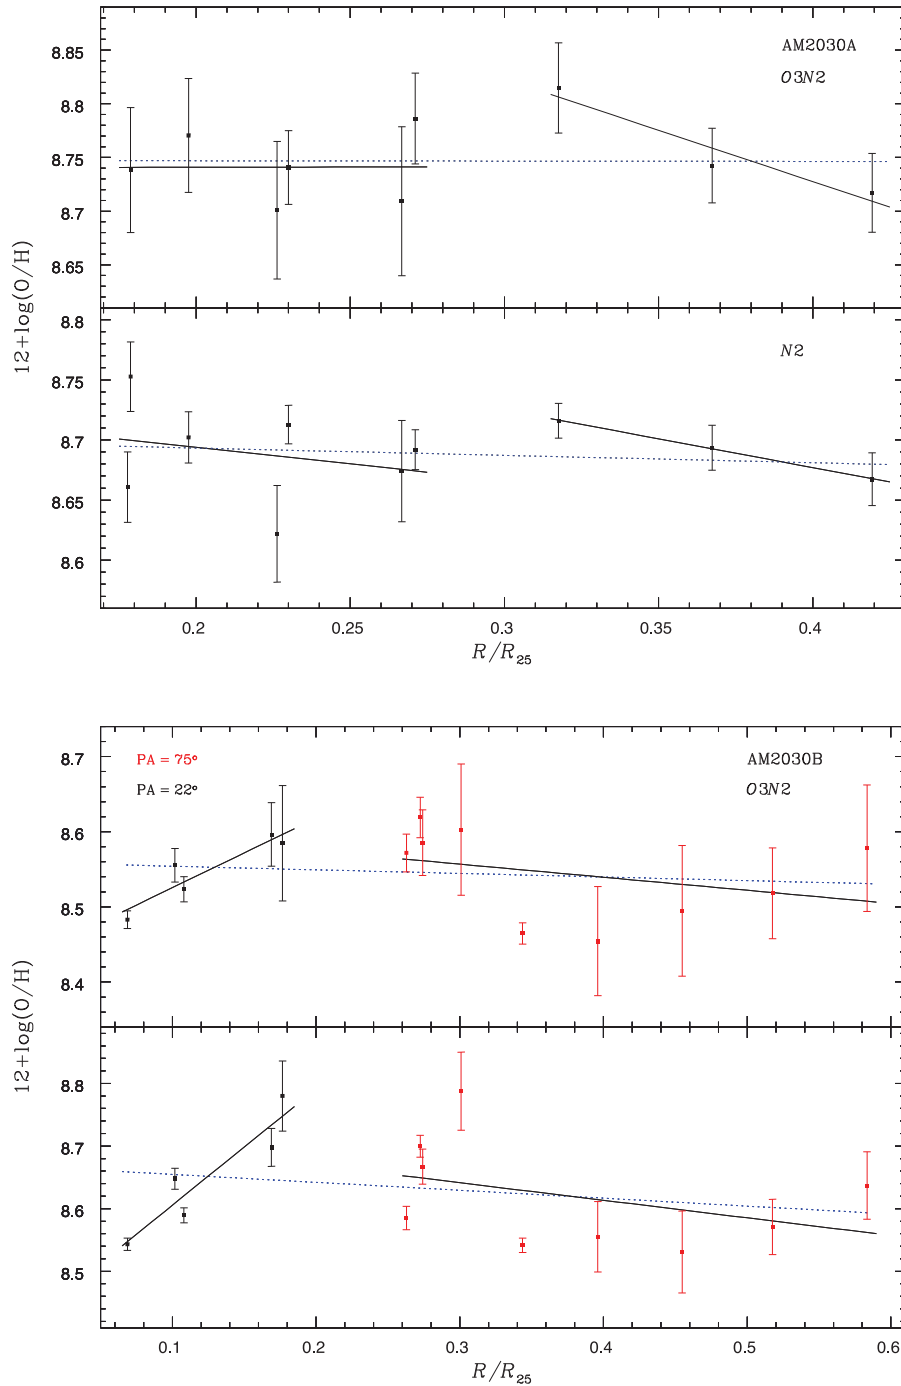 AM2030A
O3N2
8.85
8.8
8.75
8.7
8.65
12+log(O/H)
N2
8.8
8.75
8.7
8.65
8.6
0.2 0.25 0.3 0.35 0.4
R/R25
PA = 75°
PA = 22°
AM2030B
O3N2
8.7
8.6
8.5
8.4
12+log(O/H)
8.8
8.7
8.6
8.5
0.1 0.2 0.3 0.4 0.5 0.6
R/R25